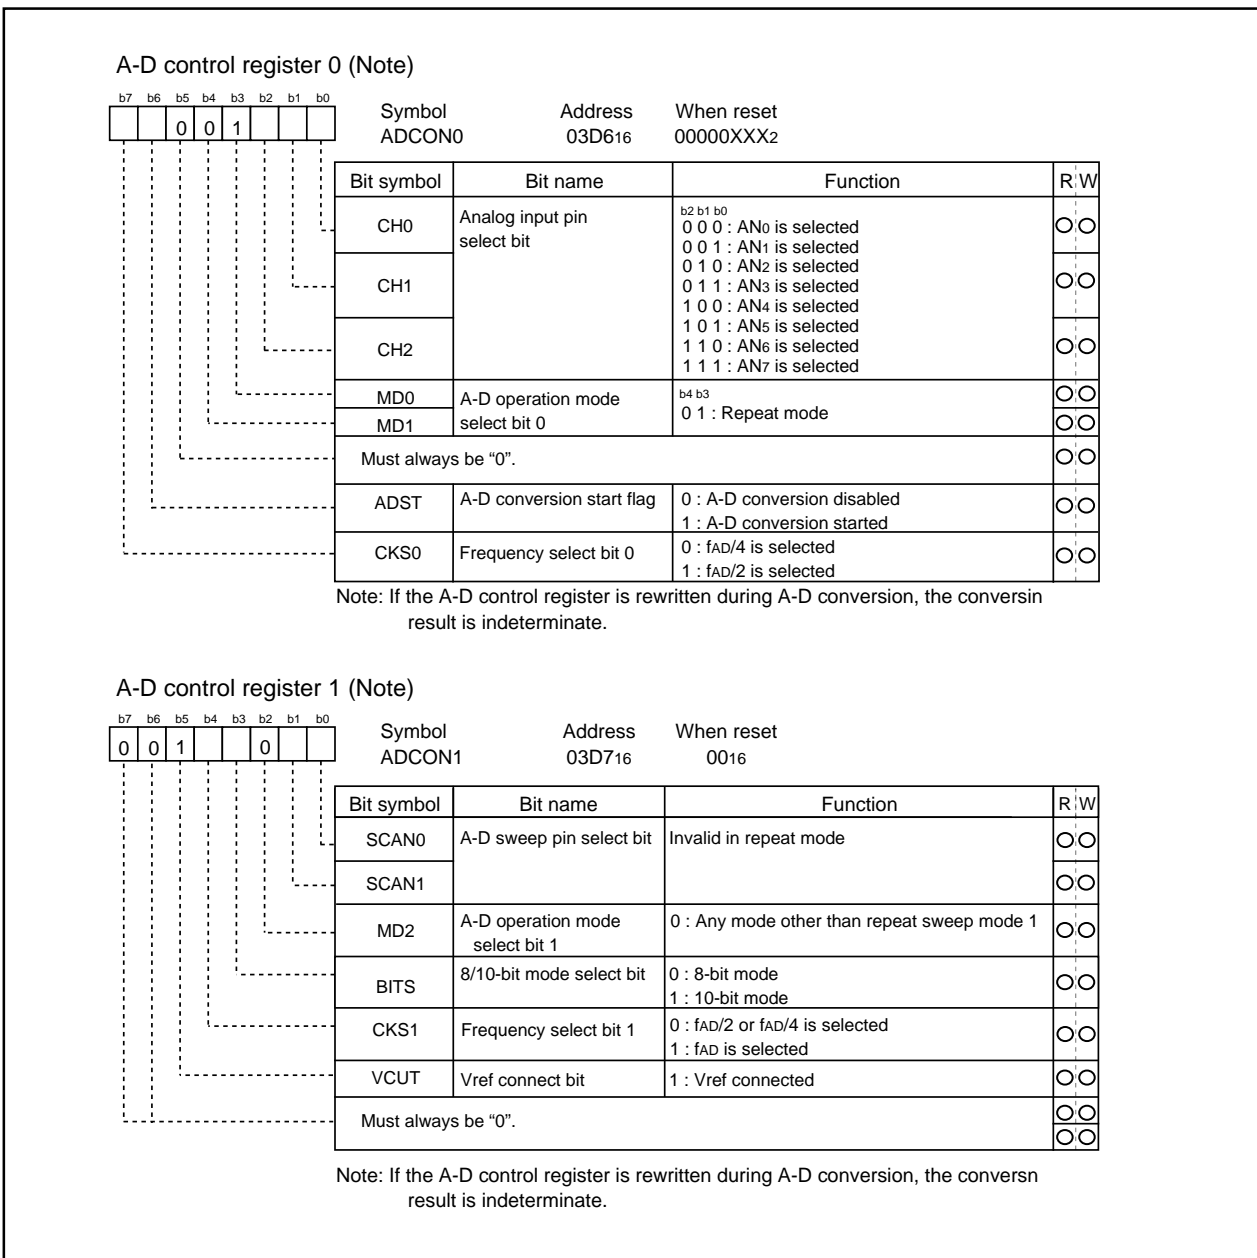 A-D control register 0 (Note)
b7 b6 b5 b4 b3 b2 b1 b0
0 0 1
Symbol Address When reset
ADCON0 03D616 00000XXX2
Bit symbol Bit name Function R W
CH0 Analog input pin select bit
b2 b1 b0
0 0 0 : AN0 is selected
0 0 1 : AN1 is selected
0 1 0 : AN2 is selected
CH1
0 1 1 : AN3 is selected
1 0 0 : AN4 is selected
1 0 1 : AN5 is selected
CH2
1 1 0 : AN6 is selected
1 1 1 : AN7 is selected
MD0 A-D operation mode
MD1 select bit 0
b4 b3
0 1 : Repeat mode
Must always be “0”.
ADST A-D conversion start flag 0 : A-D conversion disabled
1 : A-D conversion started
CKS0 Frequency select bit 0 0 : fAD/4 is selected
1 : fAD/2 is selected
Note: If the A-D control register is rewritten during A-D conversion, the conversin
result is indeterminate.
A-D control register 1 (Note)
b7 b6 b5 b4 b3 b2 b1 b0
0 0 1 0
Symbol Address When reset
ADCON1 03D716 0016
Bit symbol Bit name Function R W
SCAN0 A-D sweep pin select bit Invalid in repeat mode
SCAN1
MD2 A-D operation mode
select bit 1
0 : Any mode other than repeat sweep mode 1
BITS 8/10-bit mode select bit 0 : 8-bit mode
1 : 10-bit mode
CKS1 Frequency select bit 1 0 : fAD/2 or fAD/4 is selected
1 : fAD is selected
VCUT Vref connect bit 1 : Vref connected
Must always be “0”.
Note: If the A-D control register is rewritten during A-D conversion, the conversn
result is indeterminate.